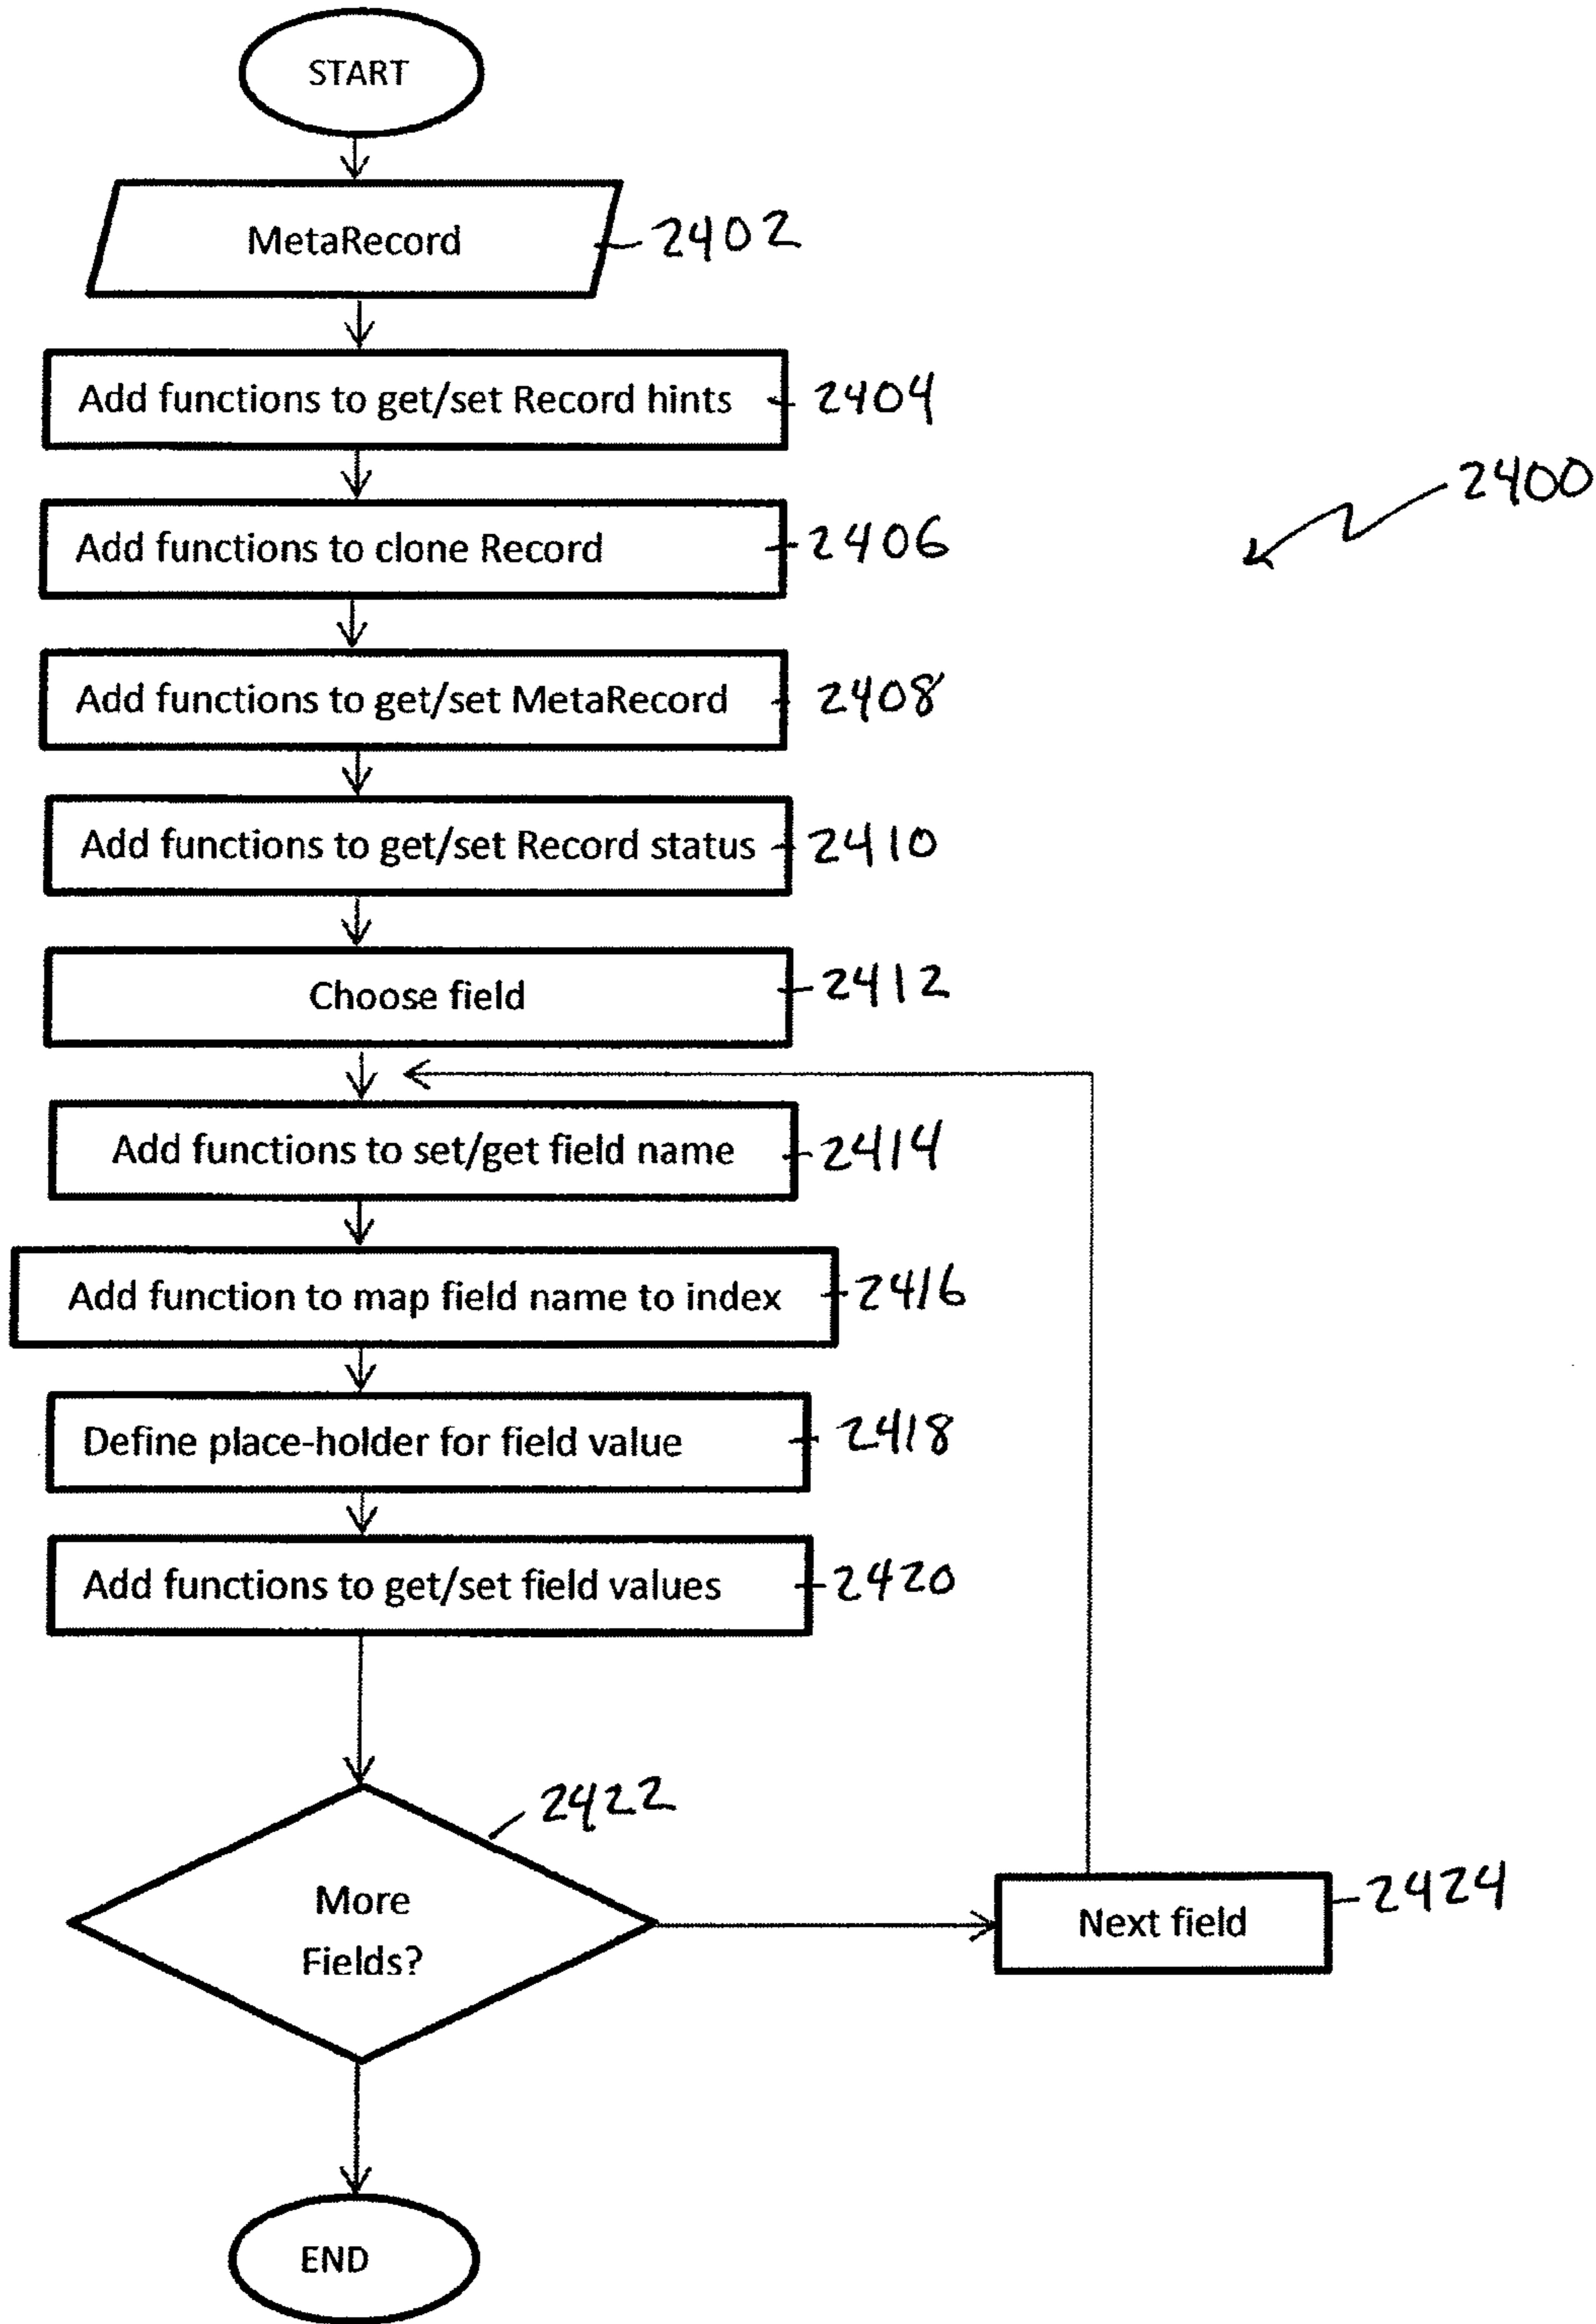 START
MetaRecord 2402
Add functions to get/set Record hints 2404
2400
Add functions to clone Record 2406
Add functions to get/set MetaRecord 2408
Add functions to get/set Record status 2410
Choose field 2412
Add functions to set/get field name 2414
Add function to map field name to index 2416
Define place-holder for field value 2418
Add functions to get/set field values 2420
2422
More
Fields?
Next field 2424
END